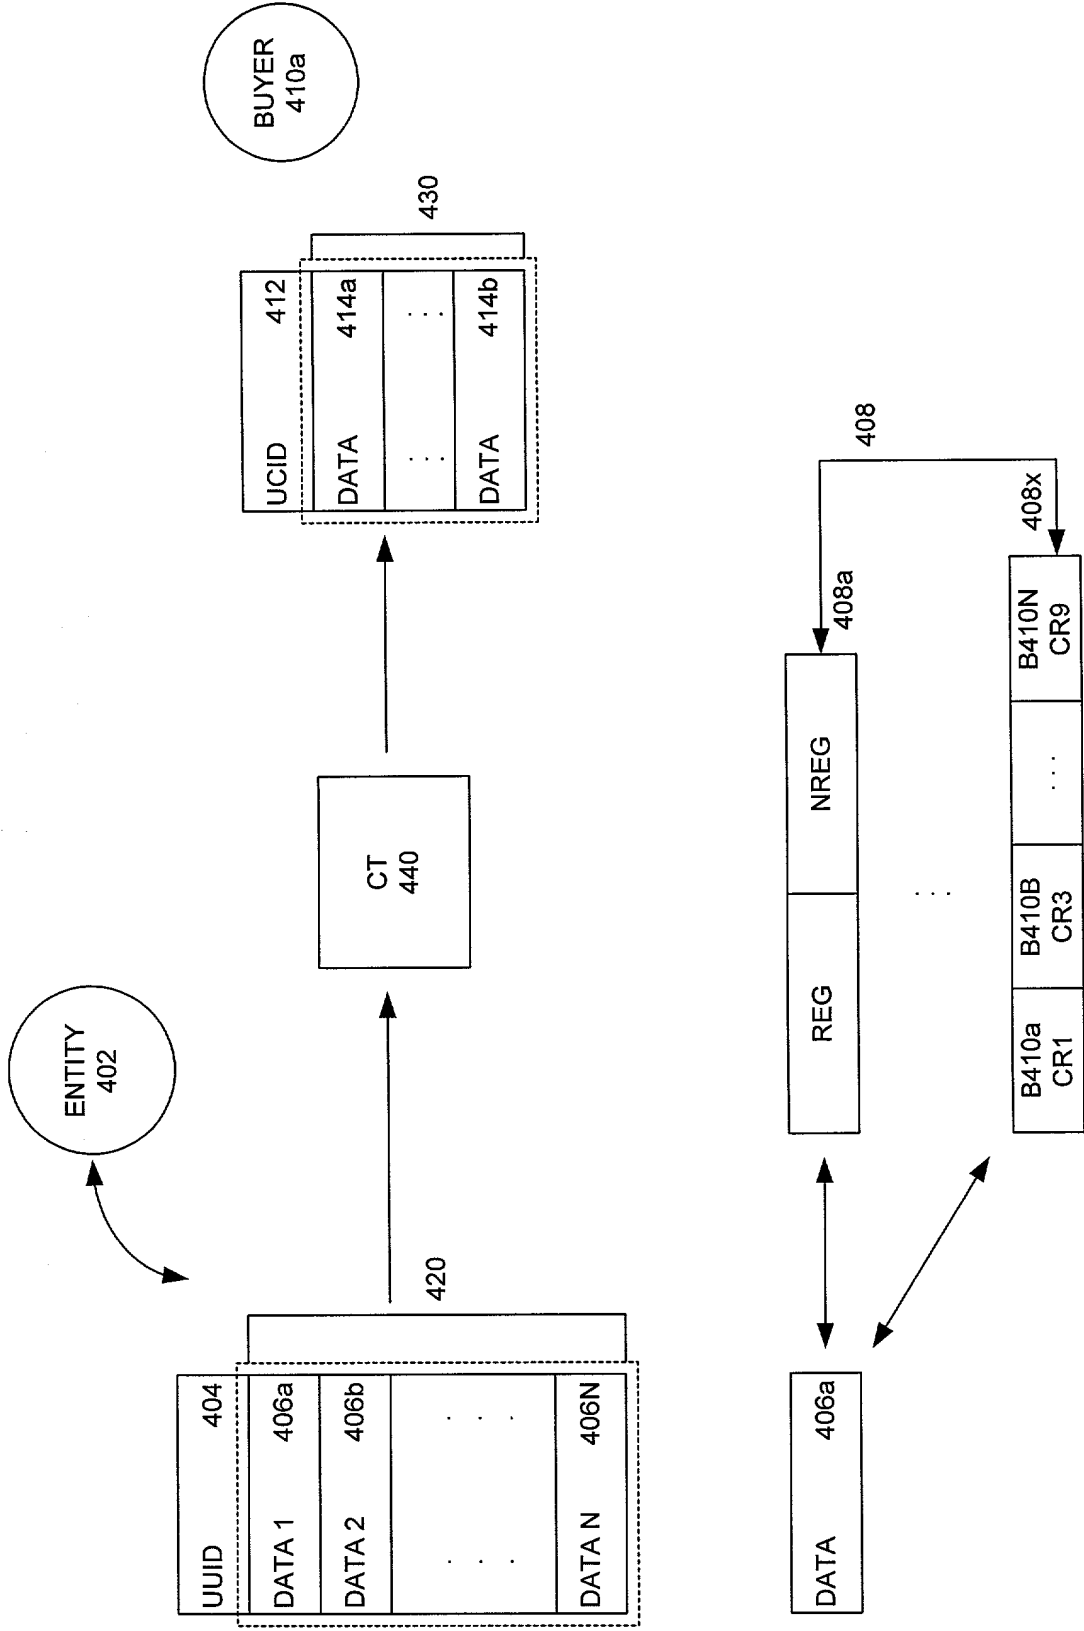 ENTITY
402
BUYER
410a
UUID 404
DATA 1 406a
DATA 2 406b
. . . . . .
DATA N 406N
420
CT
440
UCID 412
DATA 414a
. . . . . .
DATA 414b
430
DATA 406a
REG NREG
408a
408
. . .
B410a
CR1
B410B
CR3
. . .
B410N
CR9
408x